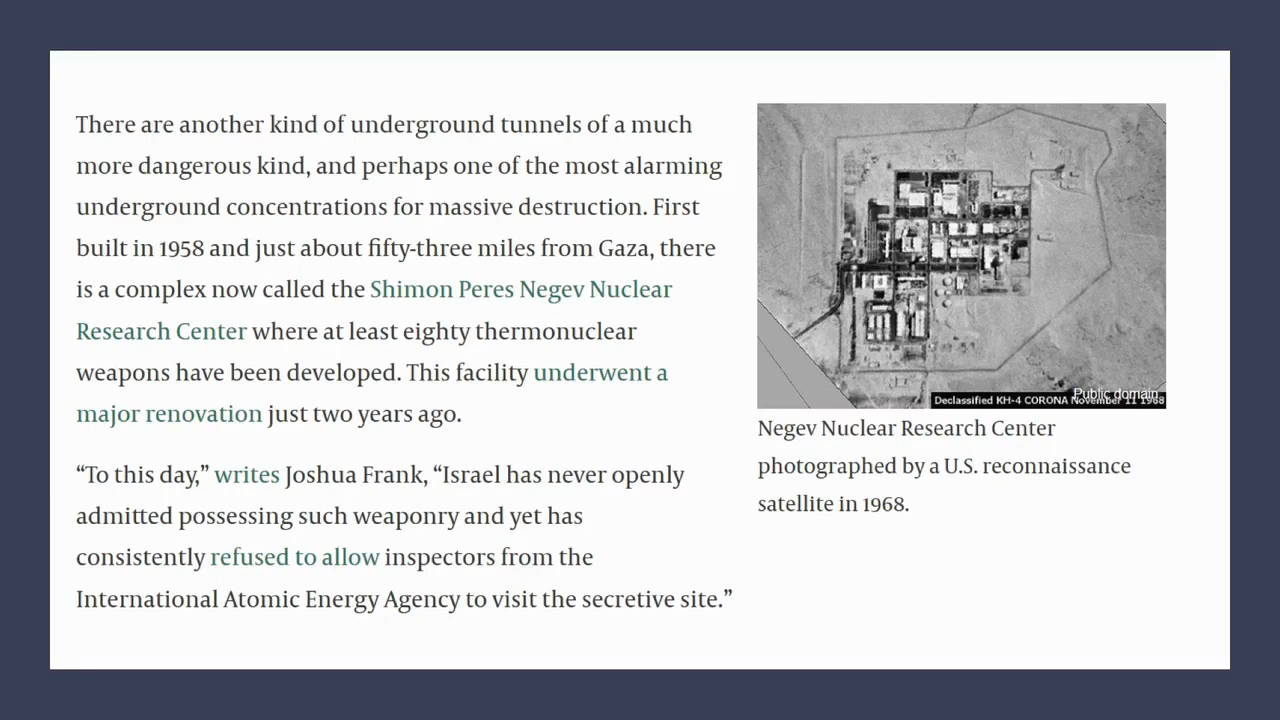 There are another kind of underground tunnels of a much
more dangerous kind, and perhaps one of the most alarming
underground concentrations for massive destruction. First
built in 1958 and just about fifty-three miles from Gaza, there
is a complex now called the Shimon Peres Negev Nuclear
Research Center where at least eighty thermonuclear
weapons have been developed. This facility underwent a
major renovation just two years ago.
“To this day,” writes Joshua Frank, “Israel has never openly
admitted possessing such weaponry and yet has
consistently refused to allow inspectors from the
International Atomic Energy Agency to visit the secretive site.”
Public domain
Declassified KH-4 CORONA November 11 1968
Negev Nuclear Research Center
photographed by a U.S. reconnaissance
satellite in 1968.